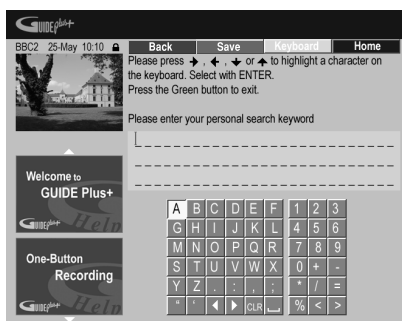 GUIDE plus+
BBC2 25-May 10:10
Back Save Keyboard Home
Please press , , or to highlight a character on
the keyboard. Select with ENTER.
Press the Green button to exit.
Please enter your personal search keyword
Welcome to
GUIDE Plus+
GUIDE plus+ Help
One-Button
Recording
GUIDE plus+ Help
A B C D E F 1 2 3
G H I J K L 4 5 6
M N O P Q R 7 8 9
S T U V W X 0 + -
Y Z . : , ; * / =
" ' CLR % < >